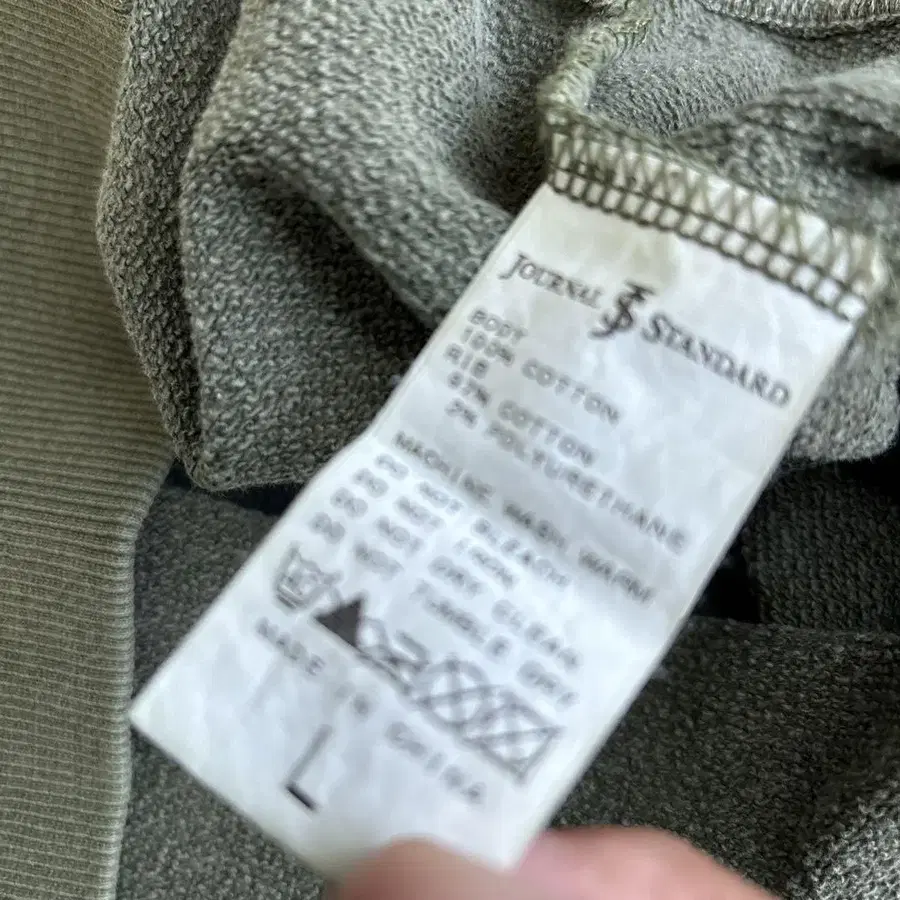 JOURNAL JS STANDARD
BODY
100% COTTON
RIB
97% COTTON
3% POLYURETHANE
MACHINE WASH WARM
DO NOT BLEACH
DO NOT IRON
DO NOT DRY CLEAN
DO NOT TUMBLE DRY
MADE IN CHINA
L